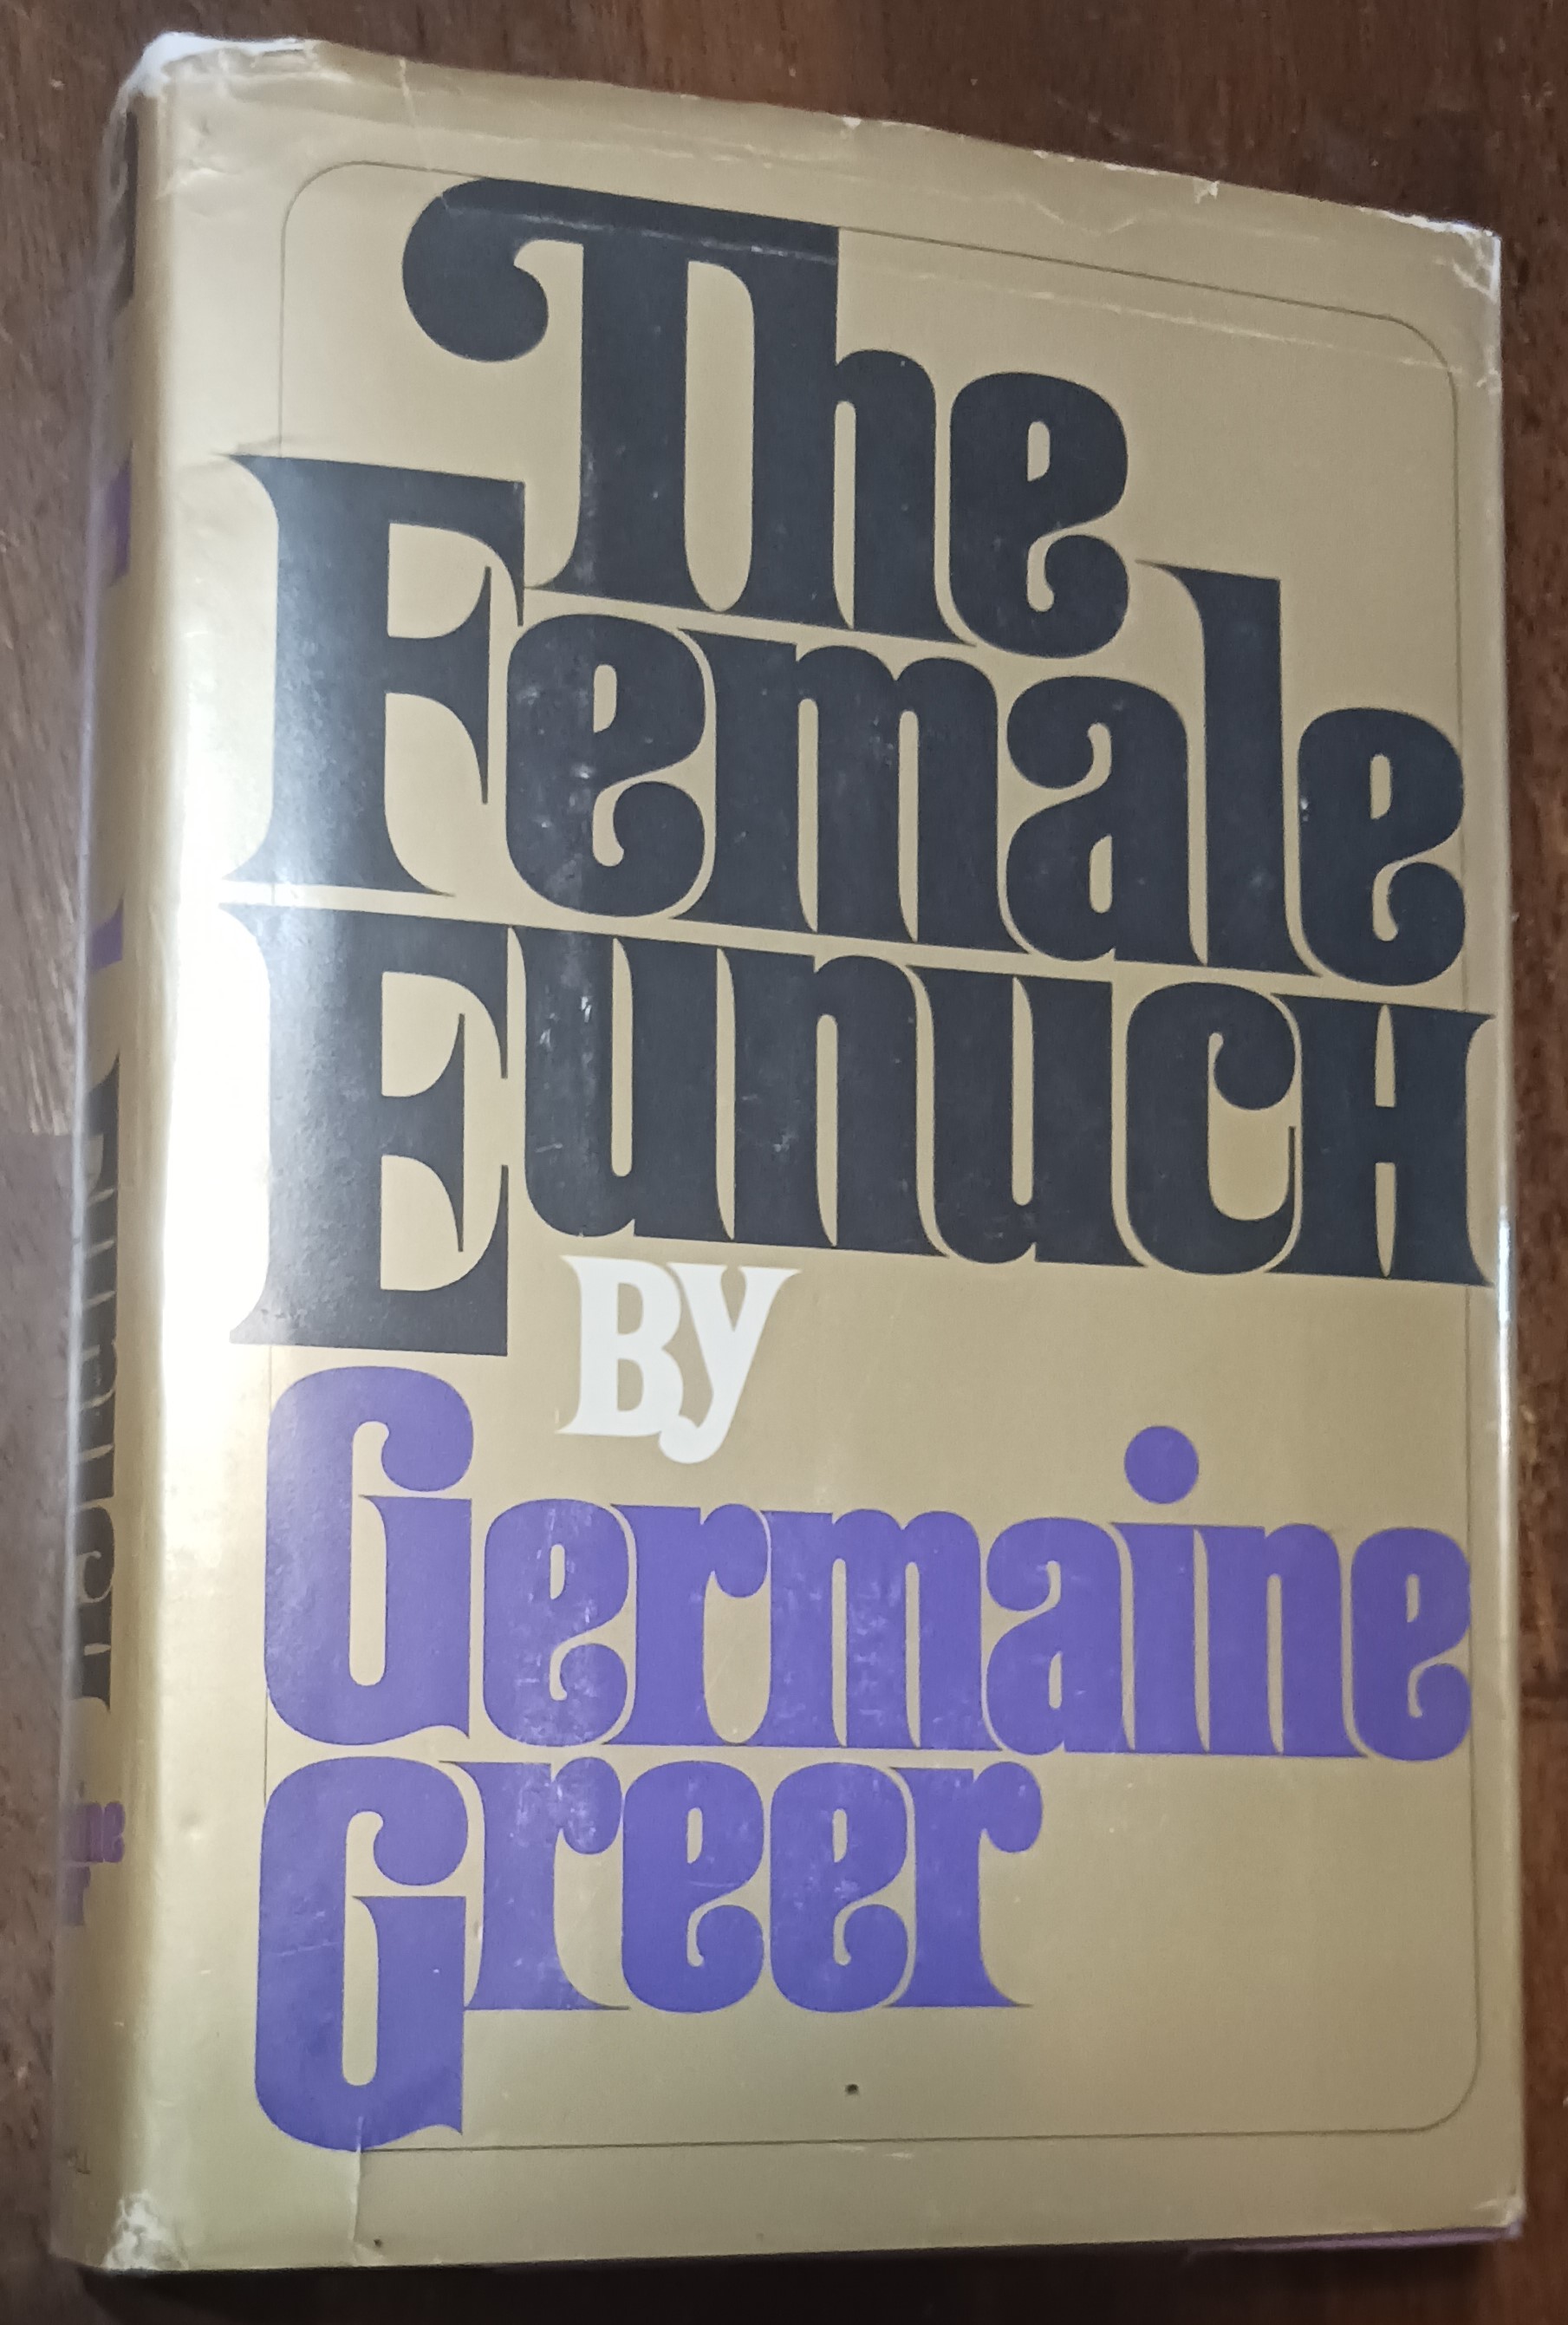 The
Female
EunucH
By
Germaine
Greer